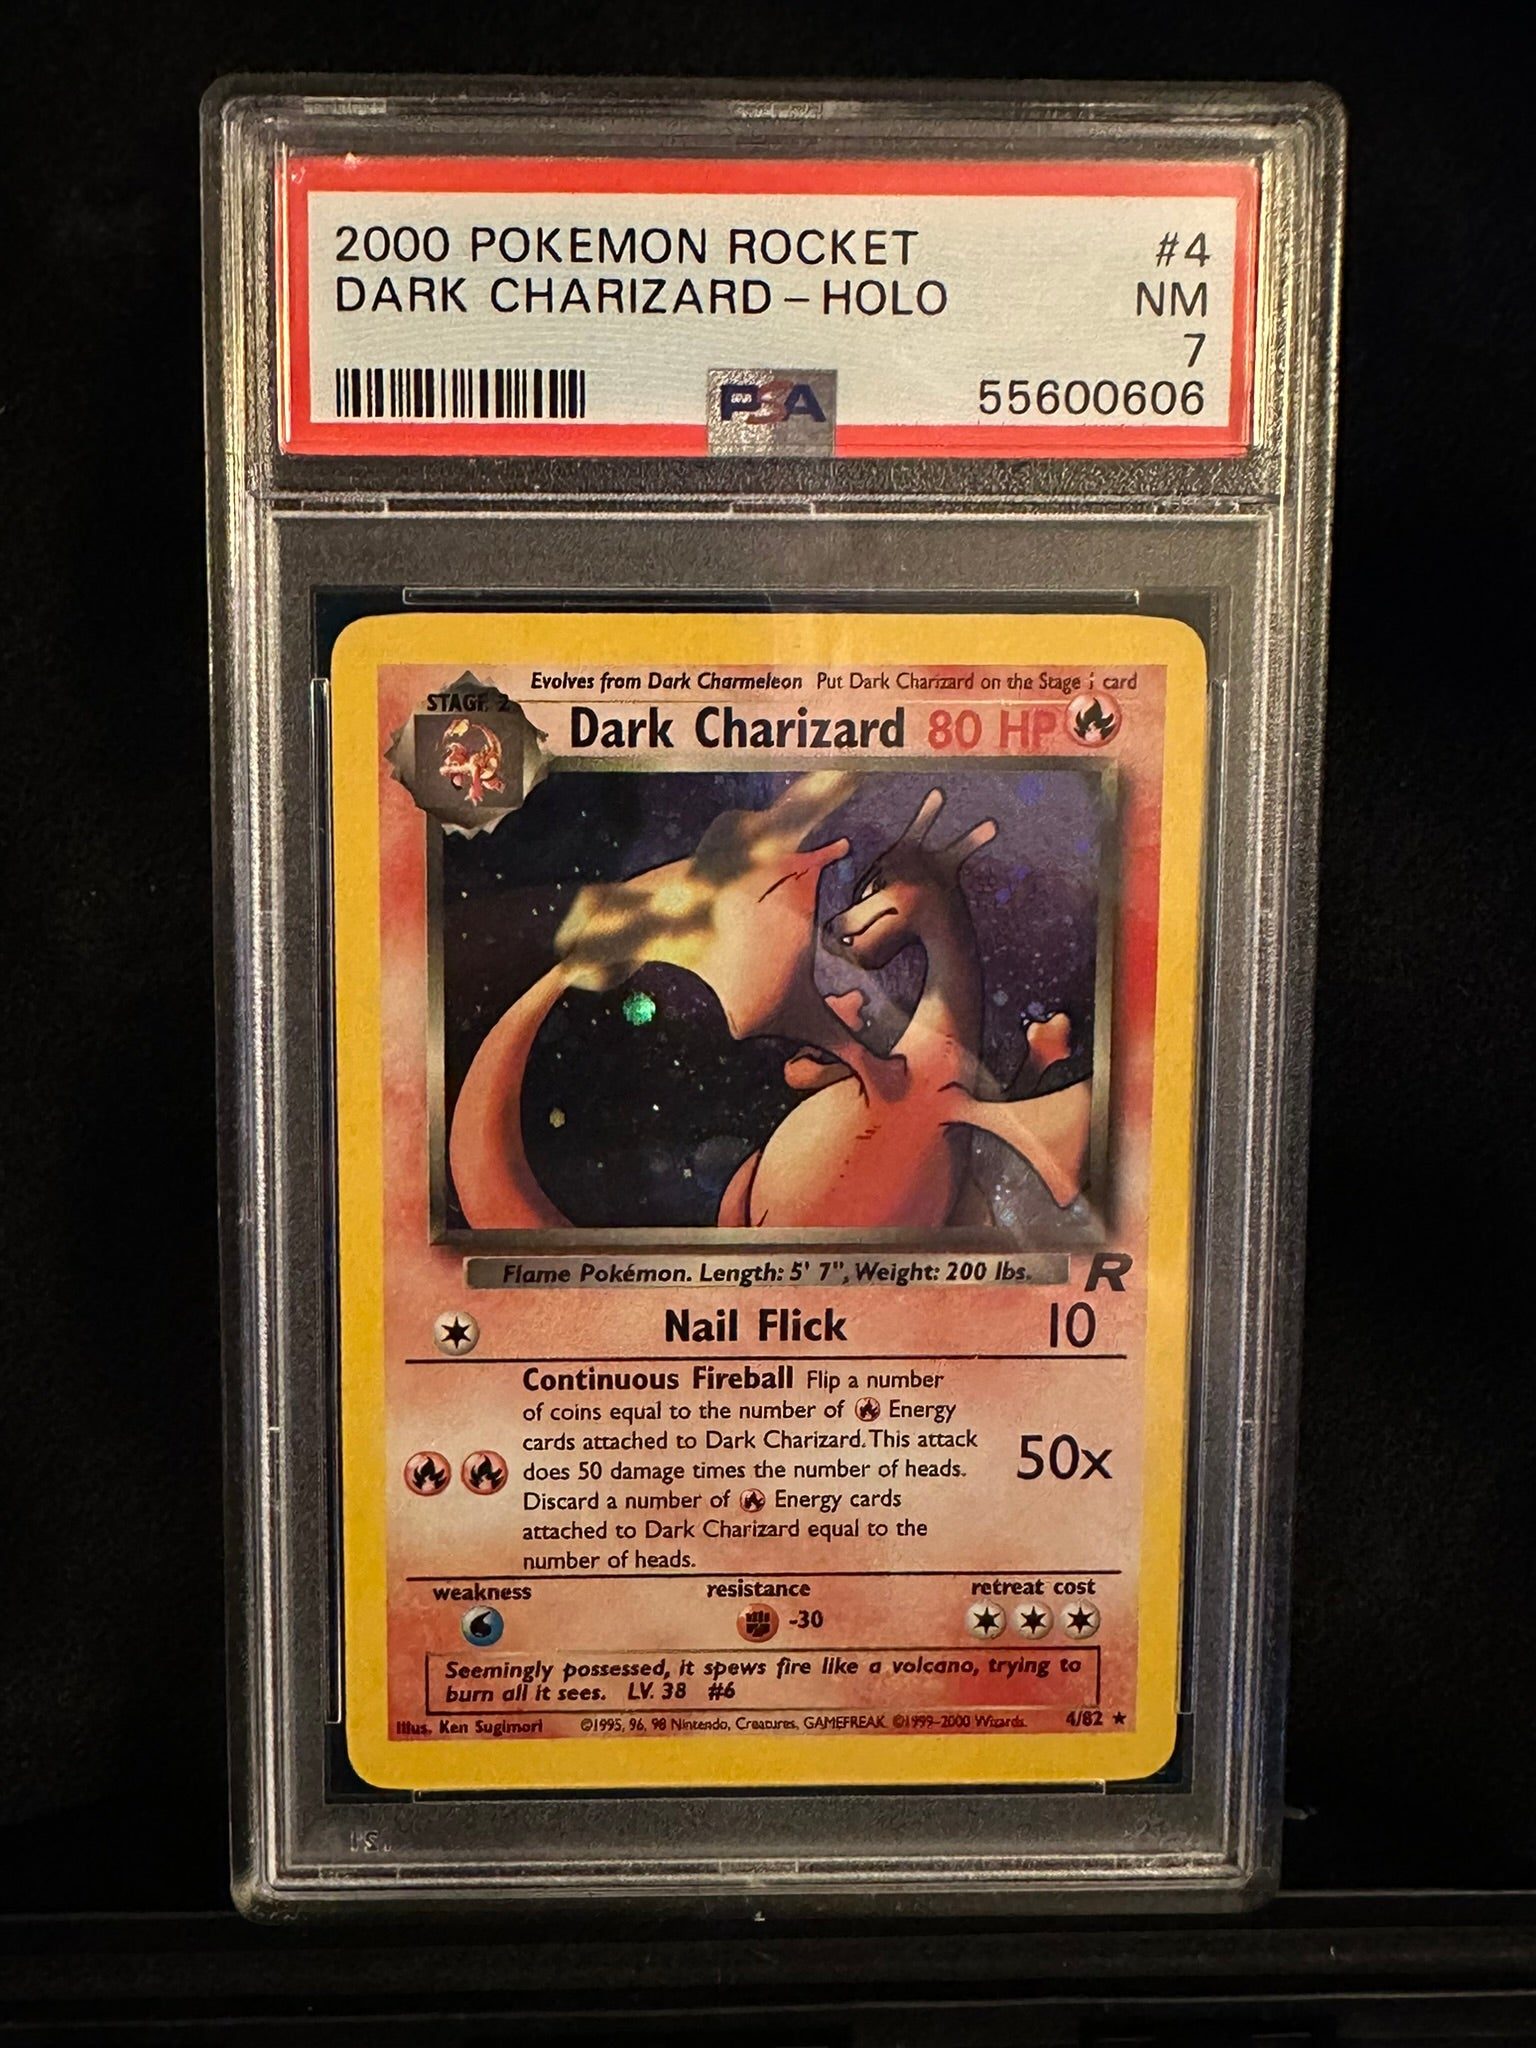 2000 POKEMON ROCKET #4
DARK CHARIZARD - HOLO NM
7
PSA 55600606
Evolves from Dark Charmeleon Put Dark Charizard on the Stage 1 card
STAGE 2
Dark Charizard 80 HP
Flame Pokémon. Length: 5' 7", Weight: 200 lbs. R
Nail Flick 10
Continuous Fireball Flip a number
of coins equal to the number of Energy
cards attached to Dark Charizard. This attack
does 50 damage times the number of heads.
50x
Discard a number of Energy cards
attached to Dark Charizard equal to the
number of heads.
weakness resistance retreat cost
-30
Seemingly possessed, it spews fire like a volcano, trying to
burn all it sees. LV. 38 #6
Illus. Ken Sugimori ©1995, 96, 98 Nintendo, Creatures, GAMEFREAK. ©1999-2000 Wizards. 4/82 ★